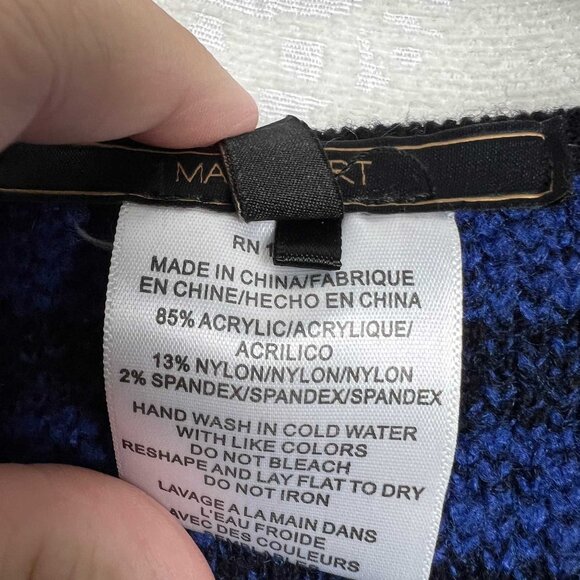 RN
MADE IN CHINA/FABRIQUE
EN CHINE/HECHO EN CHINA
85% ACRYLIC/ACRYLIQUE/
ACRILICO
13% NYLON/NYLON/NYLON
2% SPANDEX/SPANDEX/SPANDEX
HAND WASH IN COLD WATER
WITH LIKE COLORS
DO NOT BLEACH
RESHAPE AND LAY FLAT TO DRY
DO NOT IRON
LAVAGE A LA MAIN DANS
L'EAU FROIDE
AVEC DES COULEURS